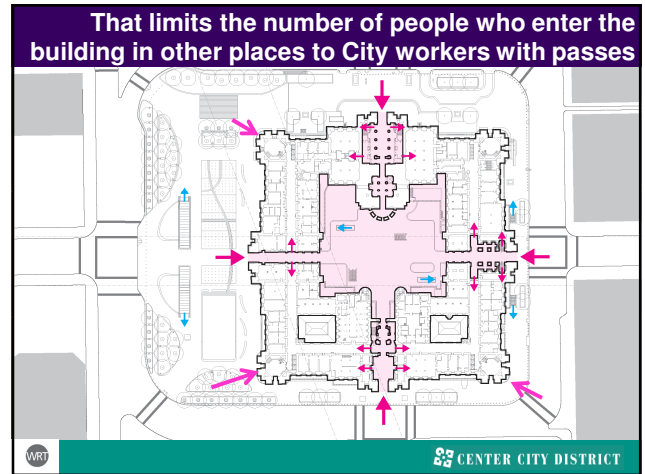 That limits the number of people who enter the
building in other places to City workers with passes
WRT
CENTER CITY DISTRICT